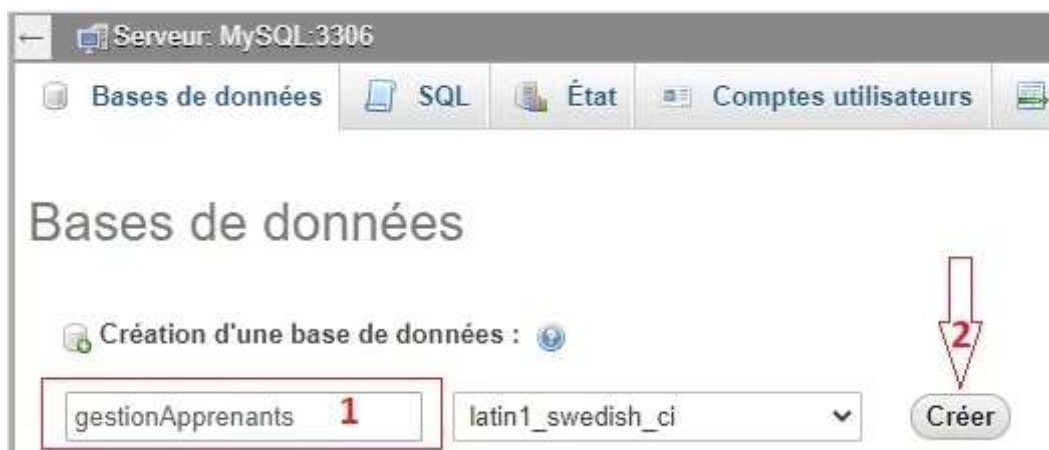 Serveur: MySQL:3306
Bases de données SQL État Comptes utilisateurs
Bases de données
Création d'une base de données :
2
gestionApprenants 1 latin1_swedish_ci Créer